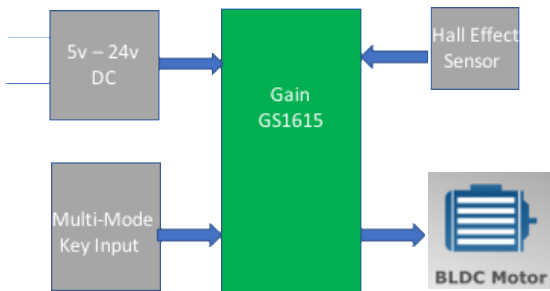 5v – 24v
DC
Hall Effect
Sensor
Gain
GS1615
Multi-Mode
Key Input
BLDC Motor